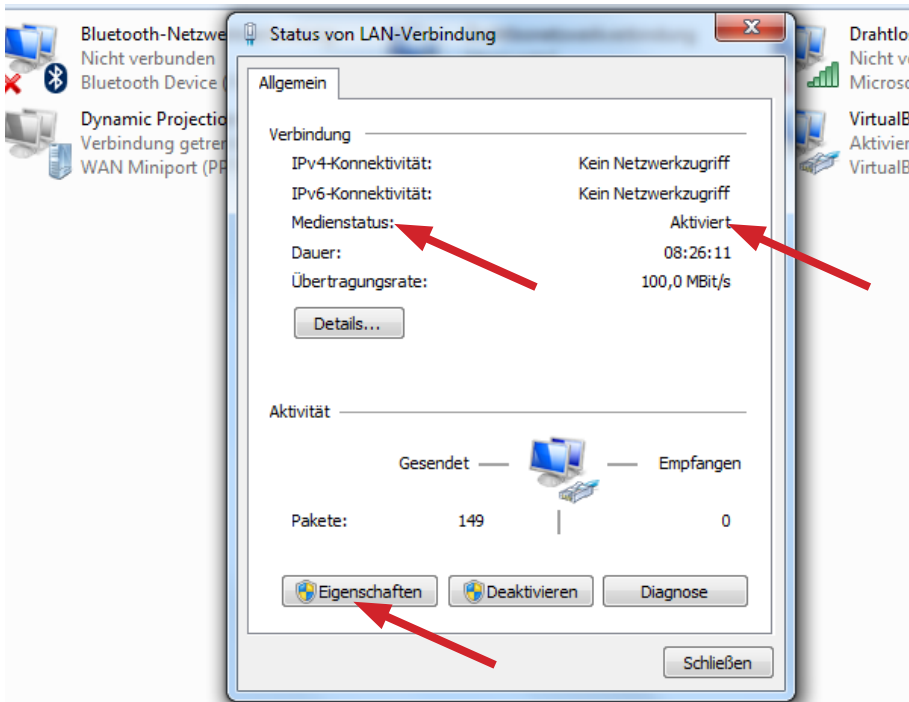 Bluetooth-Netzwe
Nicht verbunden
Bluetooth Device
Dynamic Projectio
Verbindung getrer
WAN Miniport (PP
Status von LAN-Verbindung
Allgemein
Verbindung
IPv4-Konnektivität: Kein Netzwerkzugriff
IPv6-Konnektivität: Kein Netzwerkzugriff
Medienstatus: Aktiviert
Dauer: 08:26:11
Übertragungsrate: 100,0 MBit/s
Details...
Aktivität
Gesendet Empfangen
Pakete: 149 0
Eigenschaften Deaktivieren Diagnose
Schließen
Drahtlo
Nicht ve
Microso
VirtualB
Aktivier
VirtualB